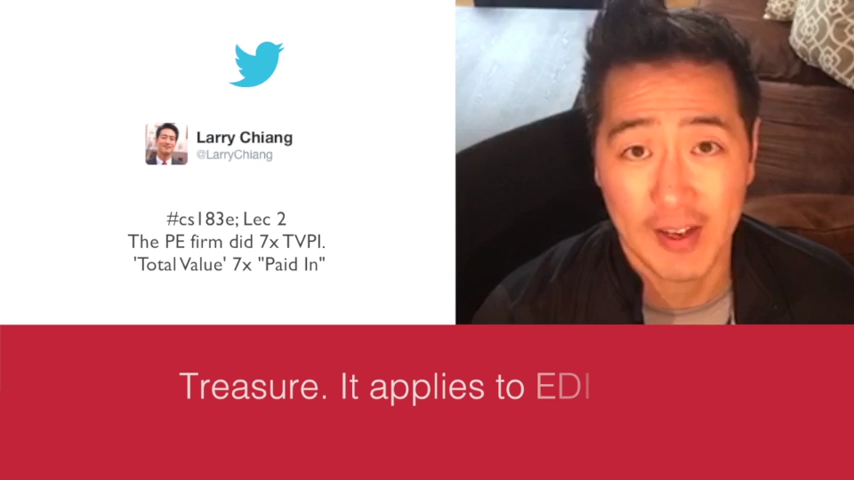 Larry Chiang
@LarryChiang
#cs183e; Lec 2
The PE firm did 7x TVPI.
'Total Value' 7x "Paid In"
Treasure. It applies to EDI